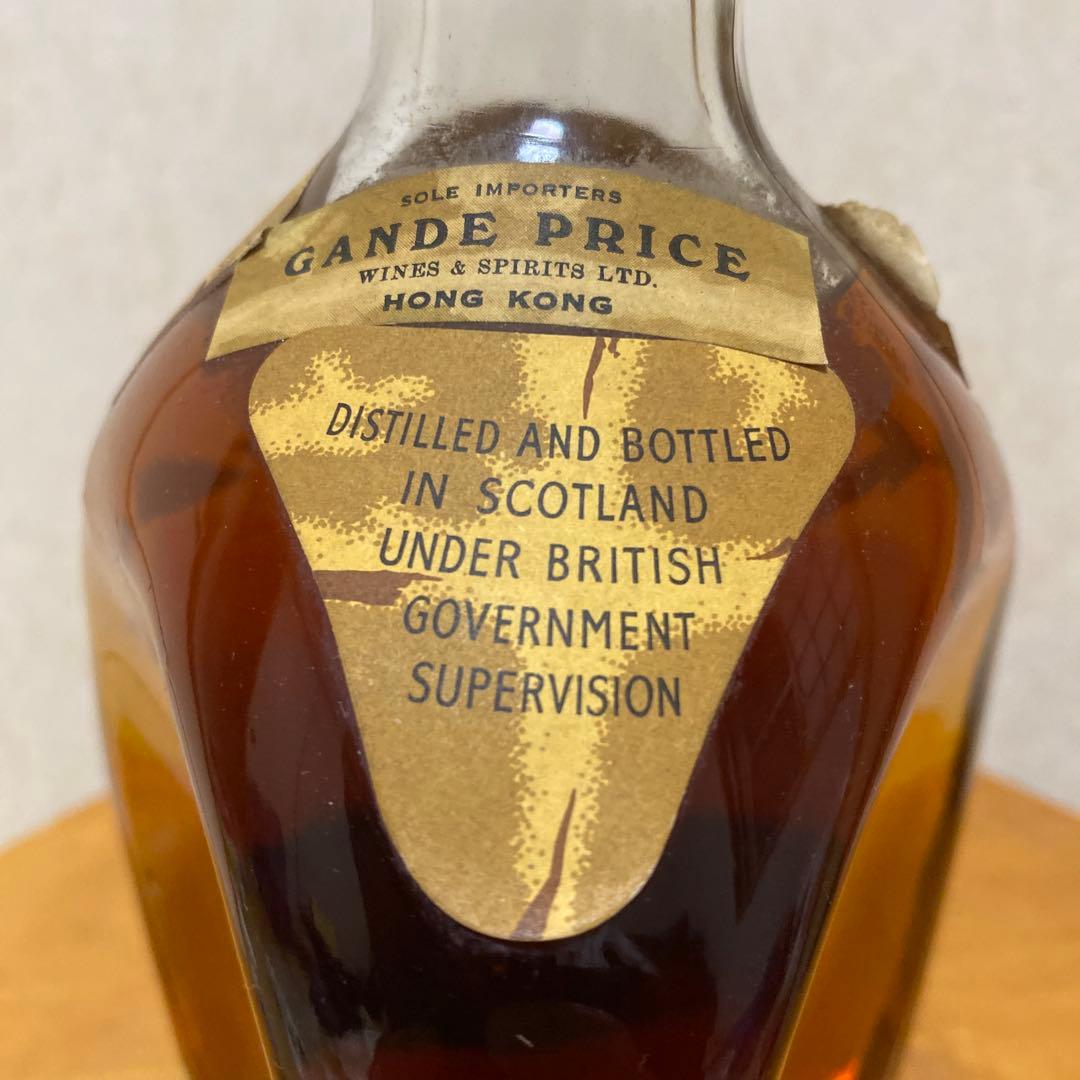 SOLE IMPORTERS
GANDE PRICE
WINES & SPIRITS LTD.
HONG KONG
DISTILLED AND BOTTLED
IN SCOTLAND
UNDER BRITISH
GOVERNMENT
SUPERVISION